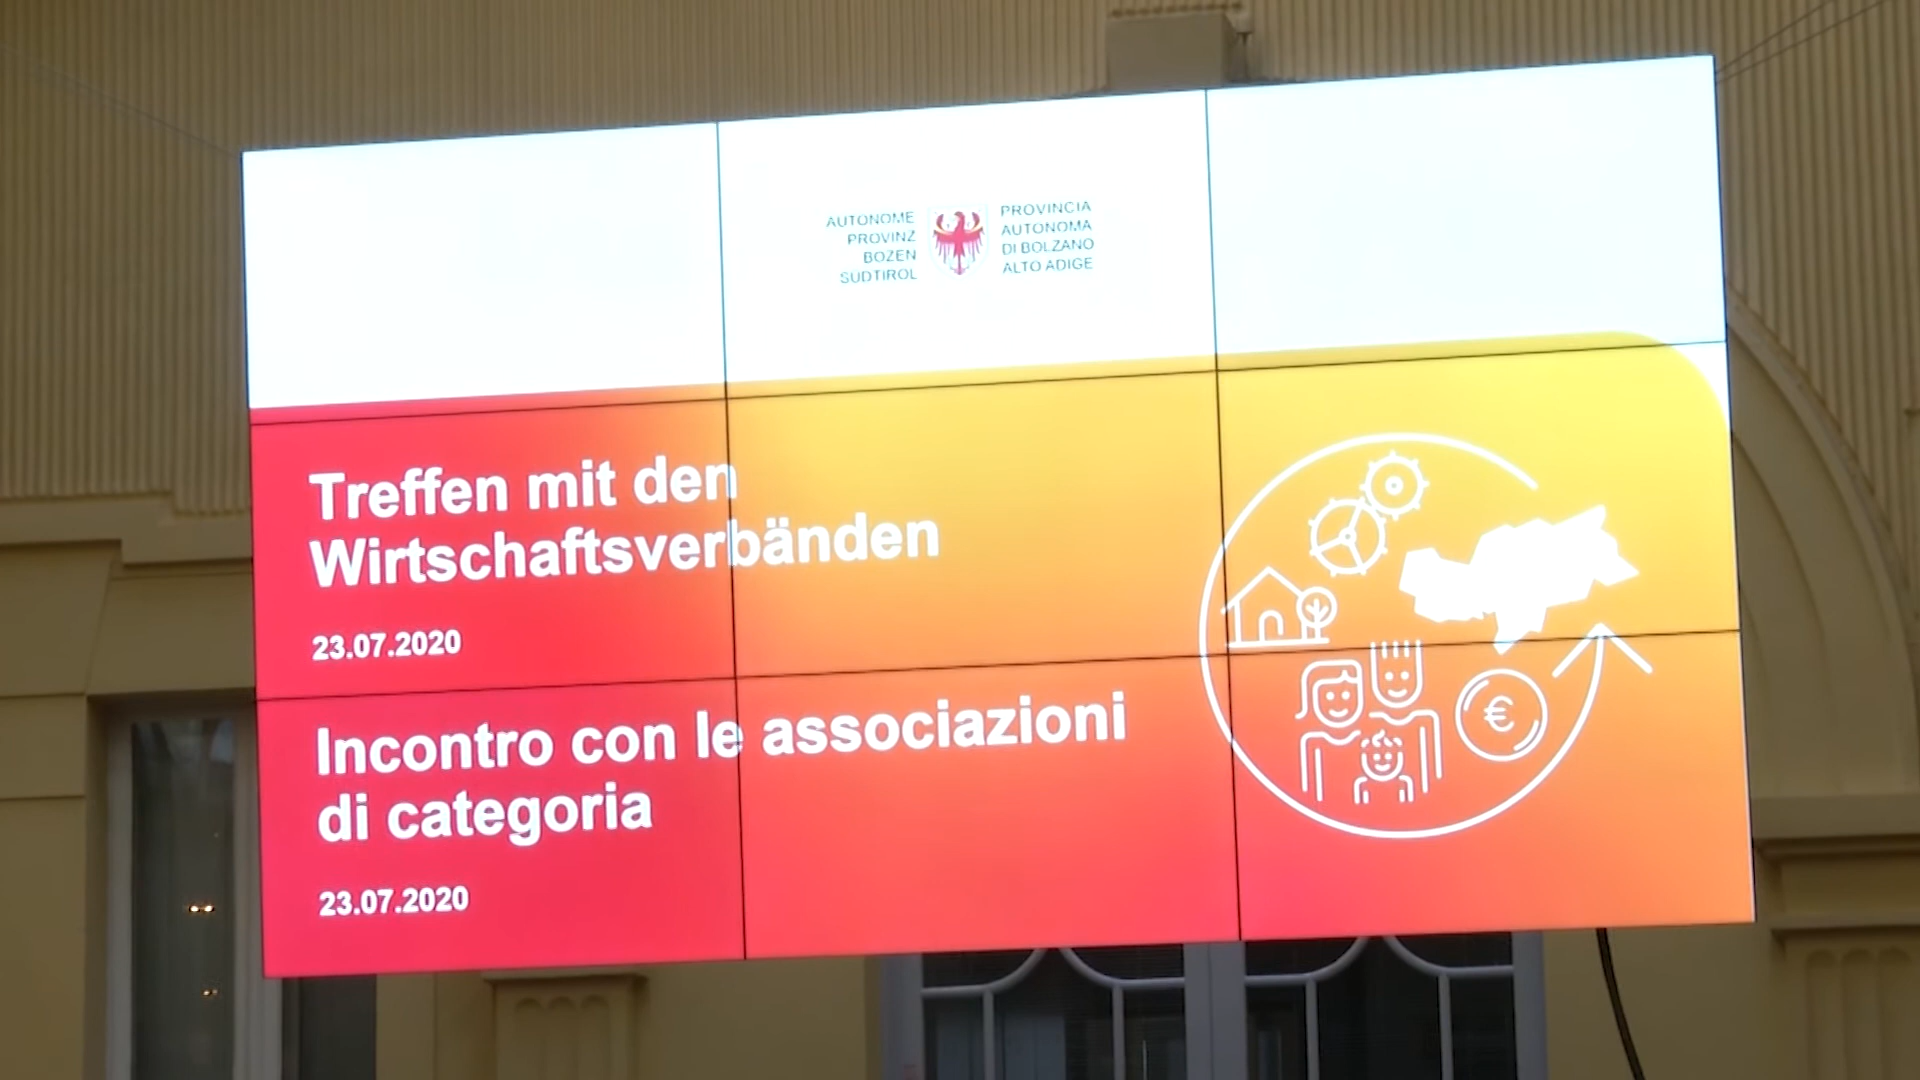 AUTONOME
PROVINZ
BOZEN
SÜDTIROL
PROVINCIA
AUTONOMA
DI BOLZANO
ALTO ADIGE
Treffen mit den
Wirtschaftsverbänden
23.07.2020
Incontro con le associazioni
di categoria
23.07.2020
€